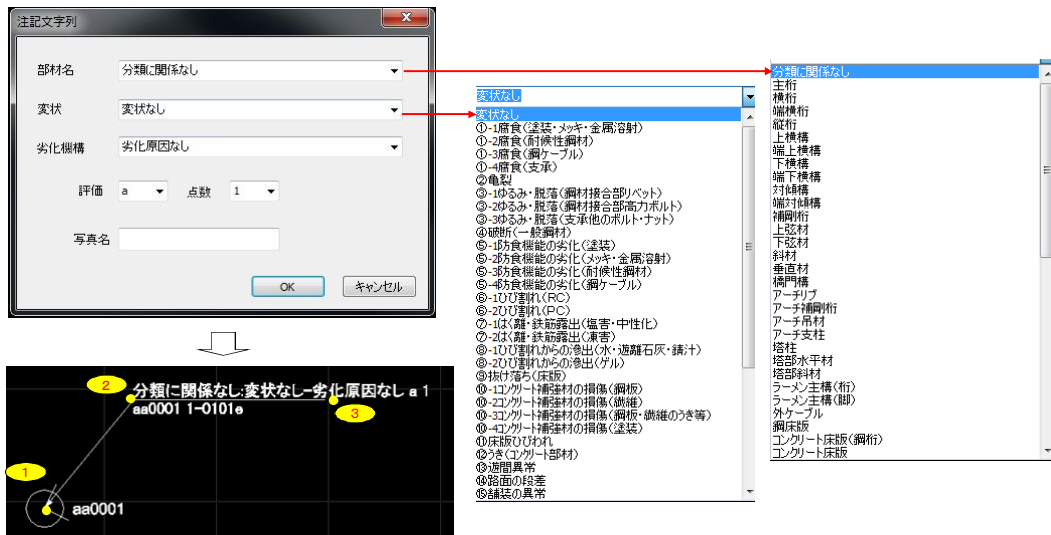 注記文字列
部材名 分類に関係なし
変状 変状なし
劣化機構 劣化原因なし
評価 a 点数 1
写真名
OK キャンセル
変状なし
変状なし
①-1腐食(塗装・メッキ・金属溶射)
①-2腐食(耐候性鋼材)
①-3腐食(鋼ケーブル)
①-4腐食(支承)
②亀裂
③-1ゆるみ・脱落(鋼材接合部リベット)
③-2ゆるみ・脱落(鋼材接合部高力ボルト)
③-3ゆるみ・脱落(支承他のボルト・ナット)
④破断(一般鋼材)
⑤-1防食機能の劣化(塗装)
⑤-2防食機能の劣化(メッキ・金属溶射)
⑤-3防食機能の劣化(耐候性鋼材)
⑤-4防食機能の劣化(鋼ケーブル)
⑥-1ひび割れ(RC)
⑥-2ひび割れ(PC)
⑦-1はく離・鉄筋露出(塩害・中性化)
⑦-2はく離・鉄筋露出(凍害)
⑧-1ひび割れからの滲出(水・遊離石灰・錆汁)
⑧-2ひび割れからの滲出(ゲル)
⑨抜け落ち(床版)
⑩-1コンクリート補強材の損傷(鋼板)
⑩-2コンクリート補強材の損傷(繊維)
⑩-3コンクリート補強材の損傷(鋼板・繊維のうき等)
⑩-4コンクリート補強材の損傷(塗装)
⑪床版ひびわれ
⑫うき(コンクリート部材)
⑬遊間異常
⑭路面の段差
⑮舗装の異常
分類に関係なし
主桁
横桁
端横桁
縦桁
上横構
端上横構
下横構
端下横構
対傾構
端対傾構
補剛桁
上弦材
下弦材
斜材
垂直材
橋門構
アーチリブ
アーチ補剛桁
アーチ吊材
アーチ支柱
塔柱
塔部水平材
塔部斜材
ラーメン主構(桁)
ラーメン主構(脚)
外ケーブル
鋼床版
コンクリート床版(鋼桁)
コンクリート床版
2
分類に関係なし:変状なし-劣化原因なし a 1
aa0001 1-0101e
3
1
aa0001